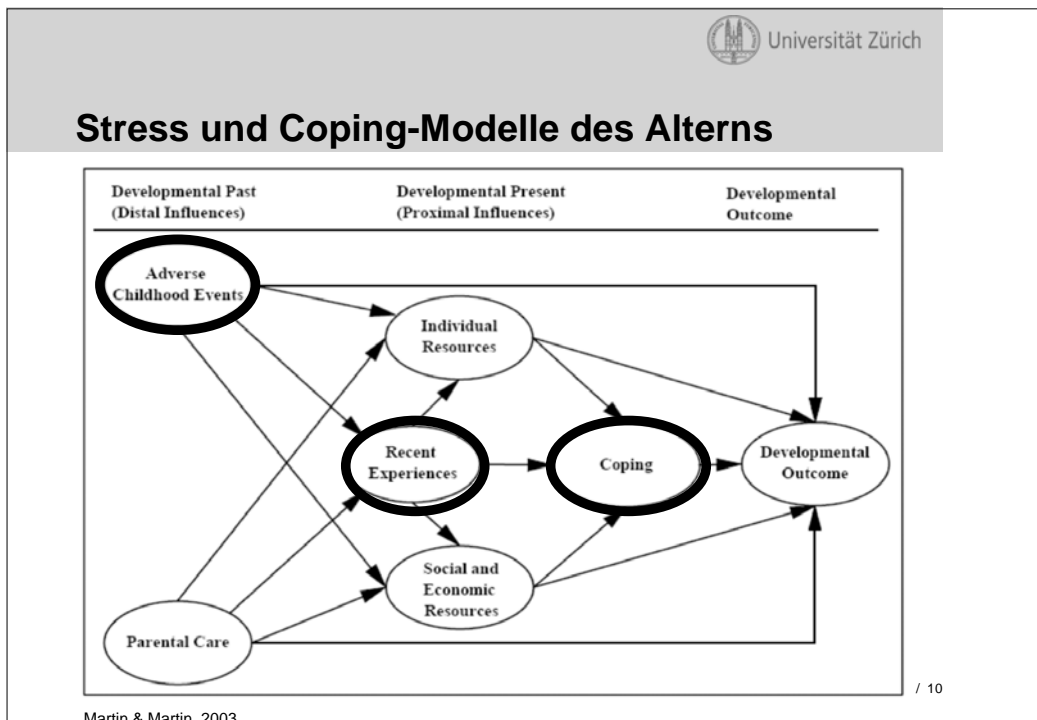 Universität Zürich
Stress und Coping-Modelle des Alterns
Developmental Past
(Distal Influences)
Developmental Present
(Proximal Influences)
Developmental
Outcome
Adverse
Childhood Events
Individual
Resources
Recent
Experiences
Coping
Developmental
Outcome
Social and
Economic
Resources
Parental Care
/ 10
Martin & Martin, 2003